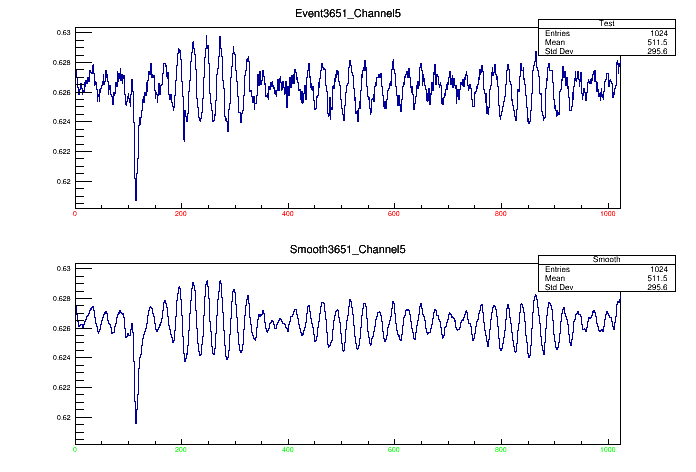 Event3651_Channel5
Test
Entries 1024
Mean 511.5
Std Dev 295.6
0.63
0.628
0.626
0.624
0.622
0.62
0 200 400 600 800 1000
Smooth3651_Channel5
Smooth
Entries 1024
Mean 511.5
Std Dev 295.6
0.63
0.628
0.626
0.624
0.622
0.62
0 200 400 600 800 1000